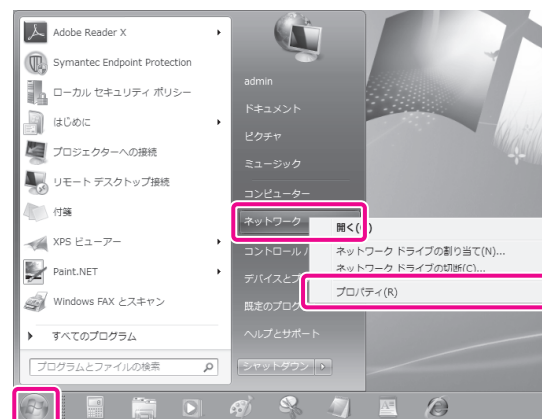 Adobe Reader X
Symantec Endpoint Protection
ローカル セキュリティ ポリシー
はじめに
プロジェクターへの接続
リモート デスクトップ接続
付箋
XPS ビューアー
Paint.NET
Windows FAX とスキャン
すべてのプログラム
プログラムとファイルの検索
admin
ドキュメント
ピクチャ
ミュージック
コンピューター
ネットワーク
コントロール
デバイスとプ
既定のプログ
ヘルプとサポート
シャットダウン
開く(
ネットワーク ドライブの割り当て(N)...
ネットワーク ドライブの切断(C)...
プロパティ(R)